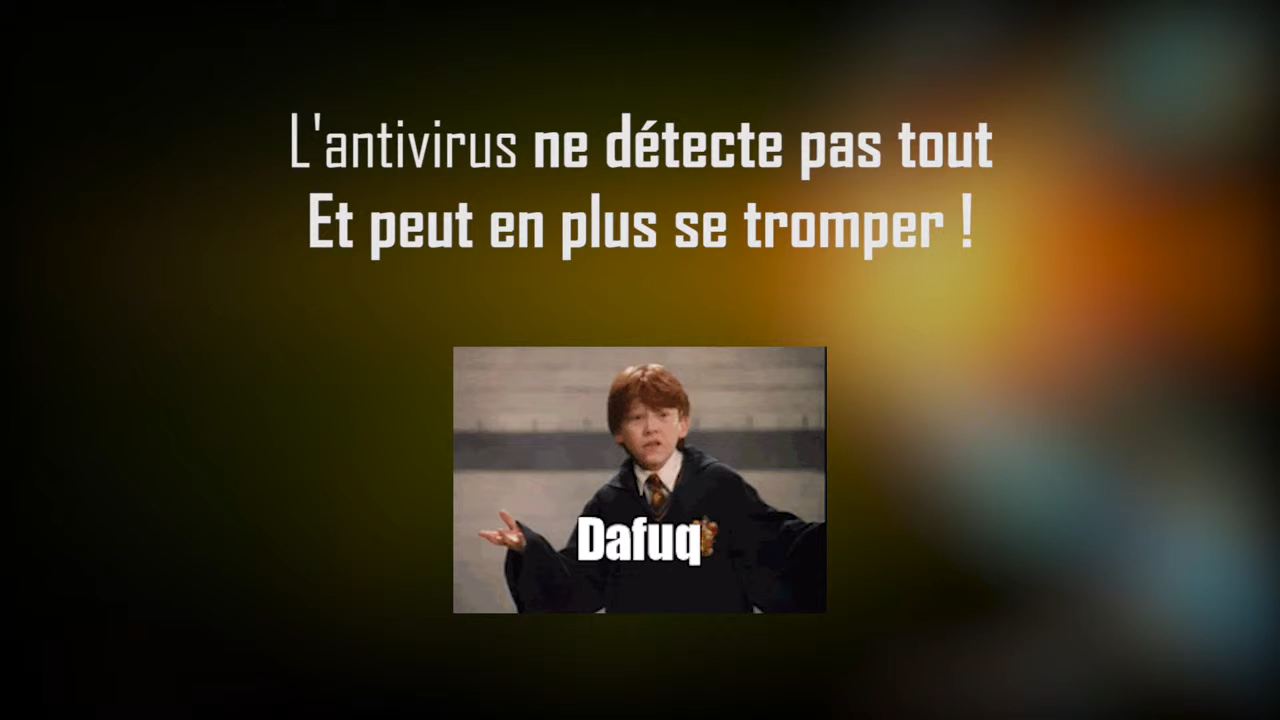 L'antivirus ne détecte pas tout
Et peut en plus se tromper !
Dafuq